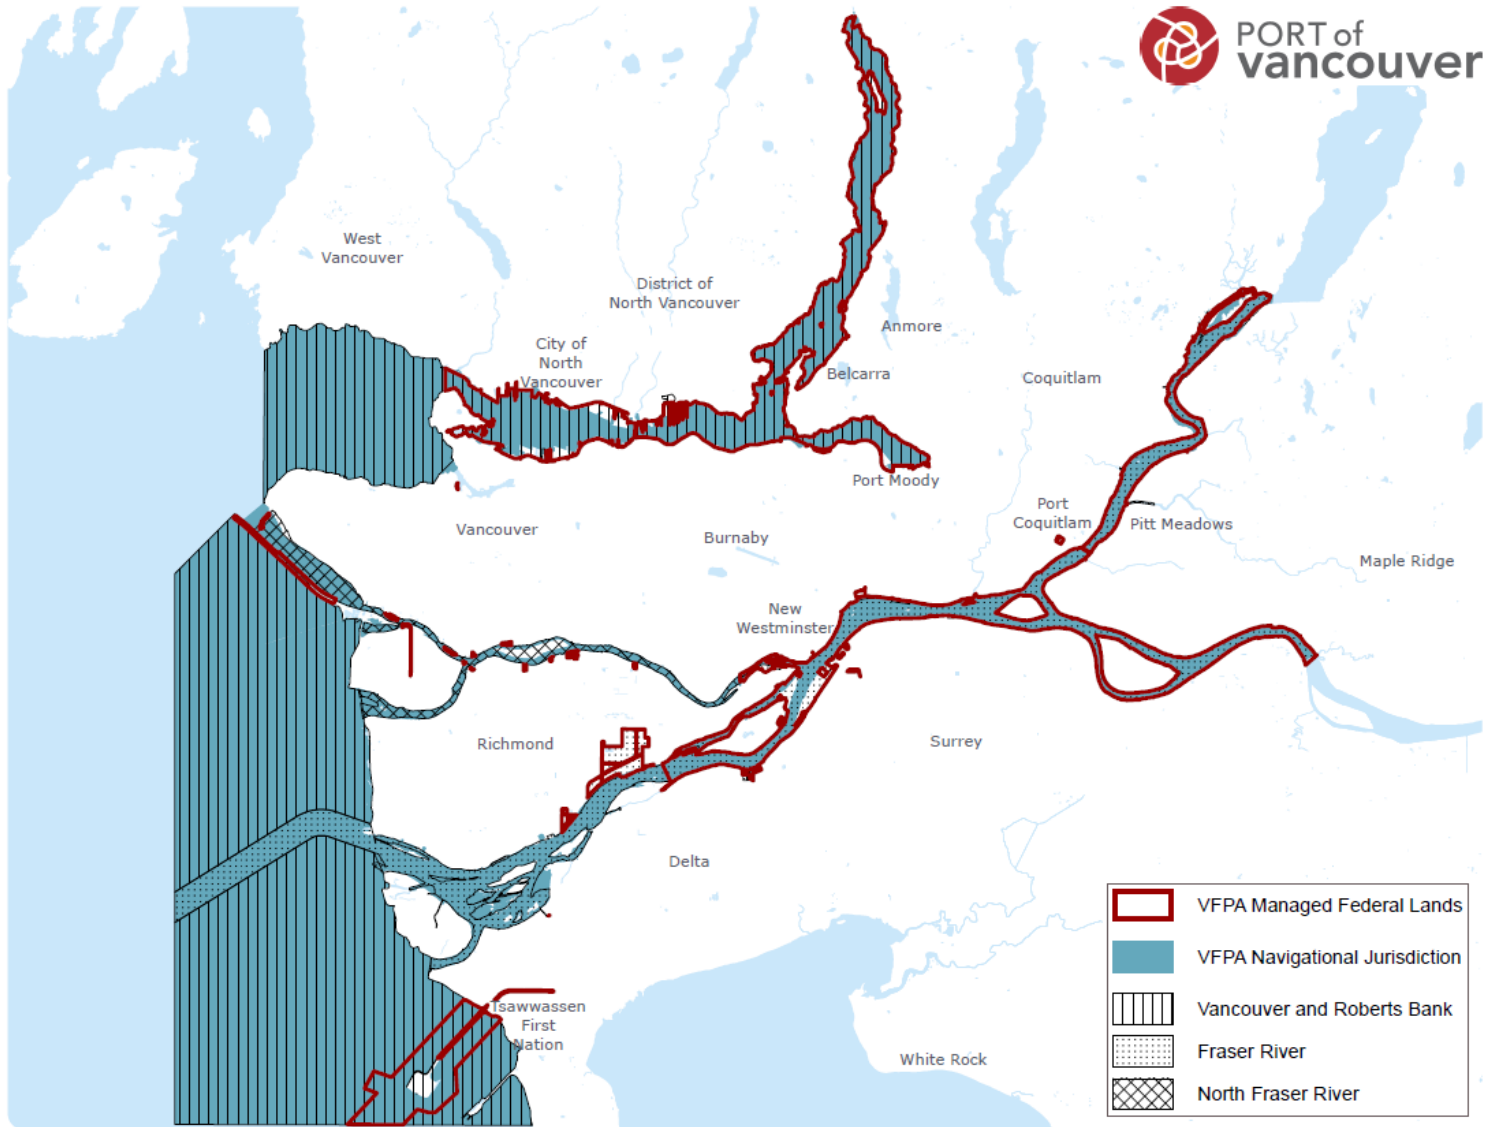 PORT of
vancouver
West
Vancouver
District of
North Vancouver
Anmore
City of
North
Vancouver
Belcarra
Coquitlam
Port Moody
Port
Coquitlam
Pitt Meadows
Vancouver
Burnaby
Maple Ridge
New
Westminster
Richmond
Surrey
Delta
Tsawwassen
First
Nation
White Rock
VFPA Managed Federal Lands
VFPA Navigational Jurisdiction
Vancouver and Roberts Bank
Fraser River
North Fraser River